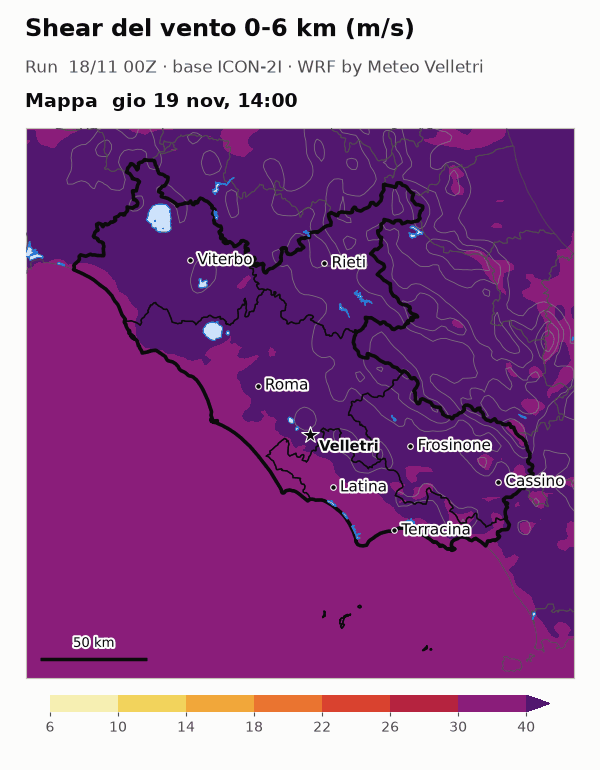 Shear del vento 0-6 km (m/s)
Run  18/11 00Z · base ICON-2I · WRF by Meteo Velletri
Mappa  gio 19 nov, 14:00
Viterbo
Rieti
Roma
Velletri
Frosinone
Cassino
Latina
Terracina
50 km
6 10 14 18 22 26 30 40